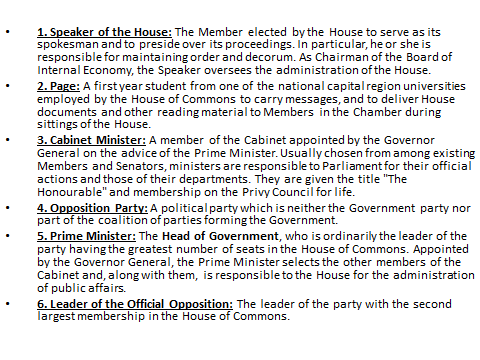 • 1. Speaker of the House: The Member elected by the House to serve as its
spokesman and to preside over its proceedings. In particular, he or she is
responsible for maintaining order and decorum. As Chairman of the Board of
Internal Economy, the Speaker oversees the administration of the House.
• 2. Page: A first year student from one of the national capital region universities
employed by the House of Commons to carry messages, and to deliver House
documents and other reading material to Members in the Chamber during
sittings of the House.
• 3. Cabinet Minister: A member of the Cabinet appointed by the Governor
General on the advice of the Prime Minister. Usually chosen from among existing
Members and Senators, ministers are responsible to Parliament for their official
actions and those of their departments. They are given the title "The
Honourable" and membership on the Privy Council for life.
• 4. Opposition Party: A political party which is neither the Government party nor
part of the coalition of parties forming the Government.
• 5. Prime Minister: The Head of Government, who is ordinarily the leader of the
party having the greatest number of seats in the House of Commons. Appointed
by the Governor General, the Prime Minister selects the other members of the
Cabinet and, along with them, is responsible to the House for the administration
of public affairs.
• 6. Leader of the Official Opposition: The leader of the party with the second
largest membership in the House of Commons.